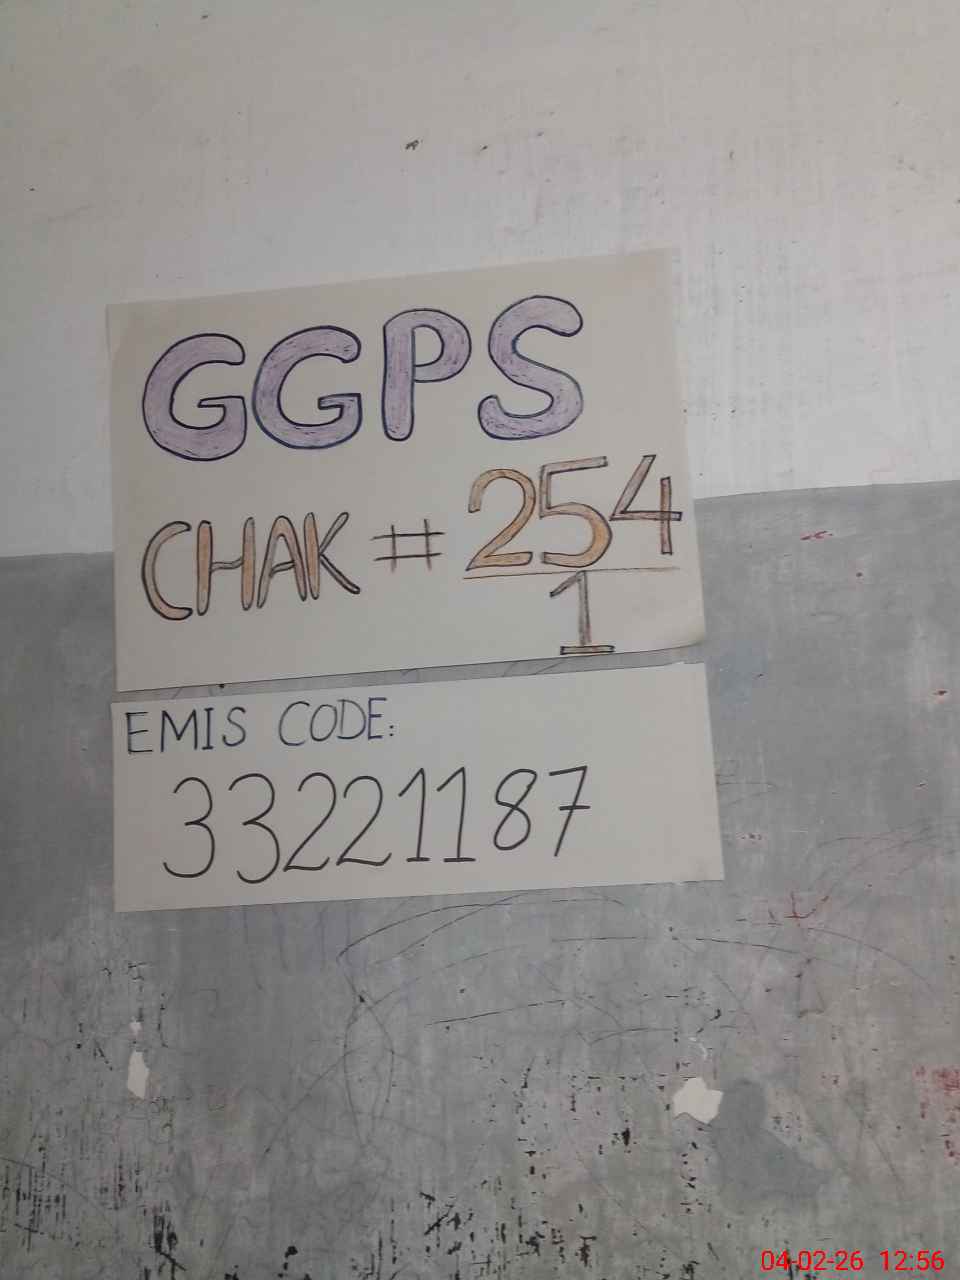 GGPS
CHAK # 254
1
EMIS CODE:
33221187
04-02-26 12:56